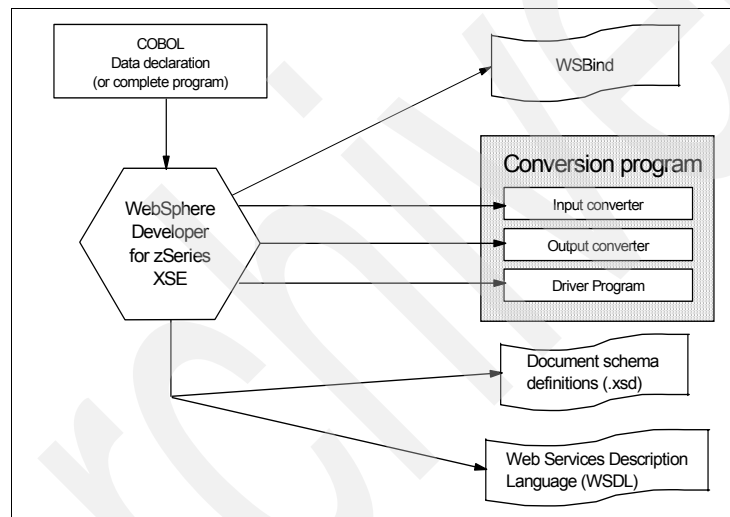 COBOL
Data declaration
(or complete program)
WSBind
WebSphere
Developer
for zSeries
XSE
Conversion program
Input converter
Output converter
Driver Program
Document schema
definitions (.xsd)
Web Services Description
Language (WSDL)